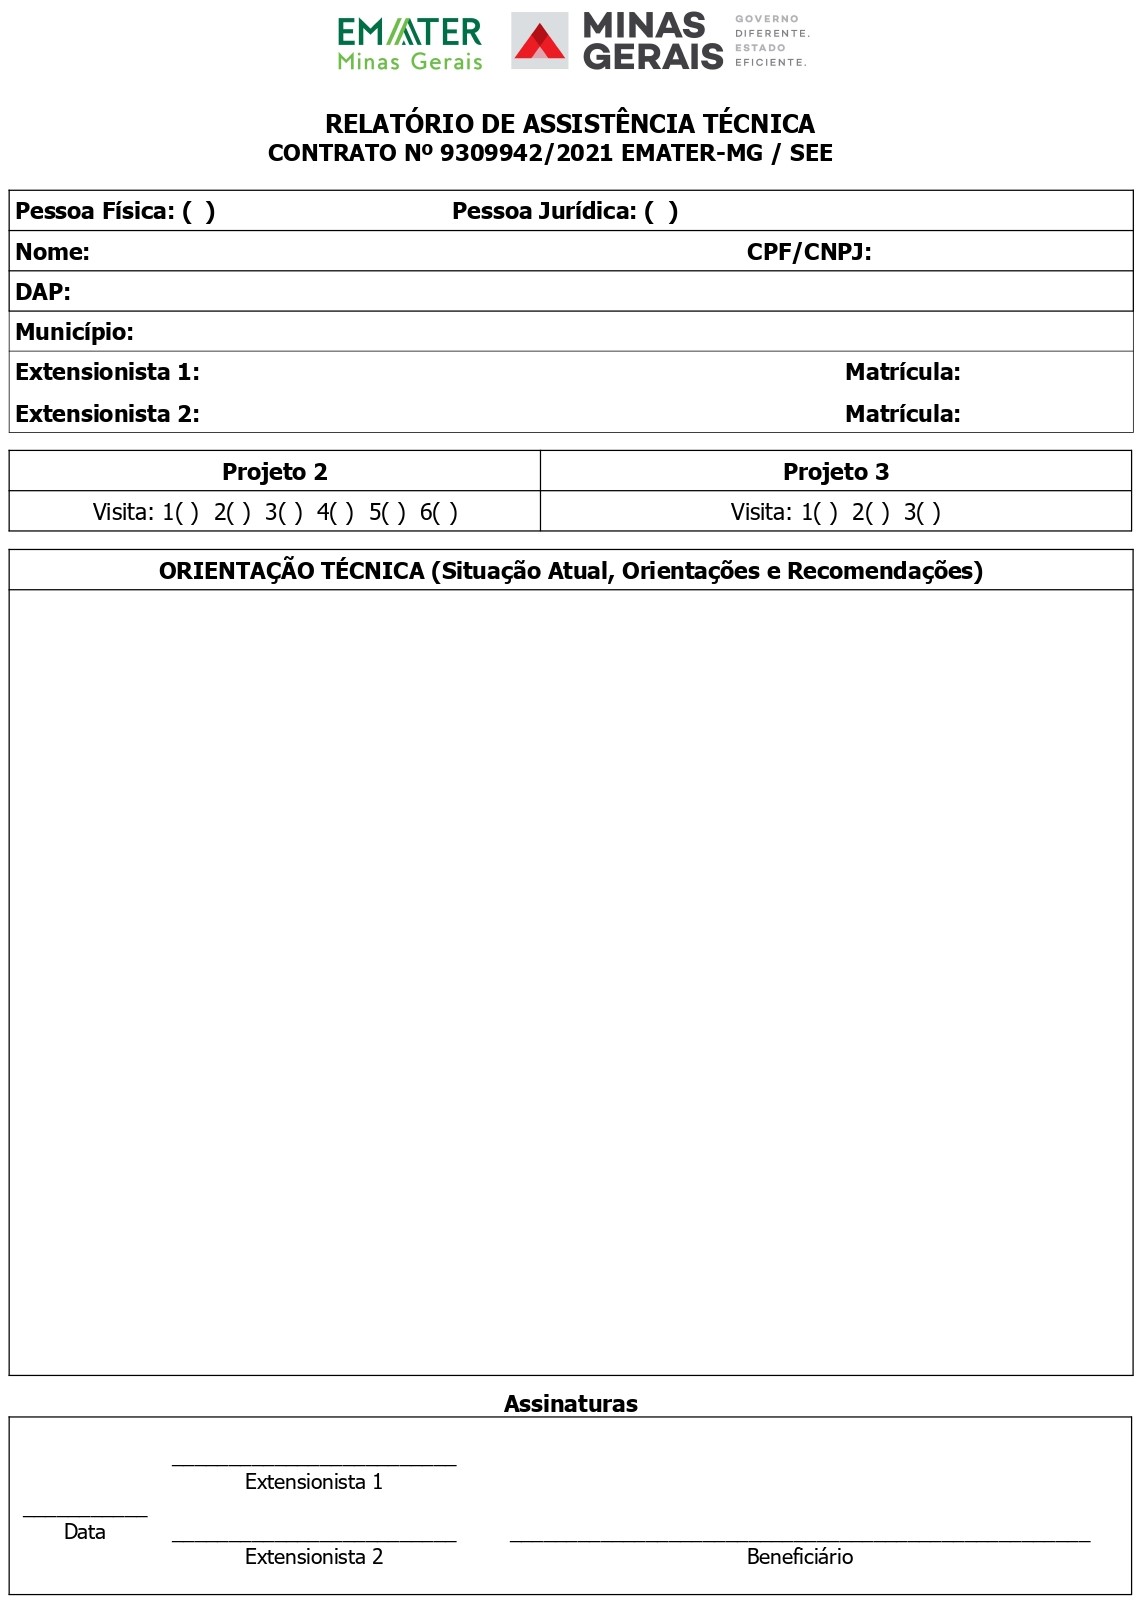 EMATER
Minas Gerais
MINAS
GERAIS
GOVERNO
DIFERENTE.
ESTADO
EFICIENTE.
RELATÓRIO DE ASSISTÊNCIA TÉCNICA
CONTRATO Nº 9309942/2021 EMATER-MG / SEE
Pessoa Física: ( ) Pessoa Jurídica: ( )
Nome: CPF/CNPJ:
DAP:
Município:
Extensionista 1: Matrícula:
Extensionista 2: Matrícula:
Projeto 2 Projeto 3
Visita: 1( ) 2( ) 3( ) 4( ) 5( ) 6( ) Visita: 1( ) 2( ) 3( )
ORIENTAÇÃO TÉCNICA (Situação Atual, Orientações e Recomendações)
Assinaturas
Extensionista 1
Data
Extensionista 2 Beneficiário